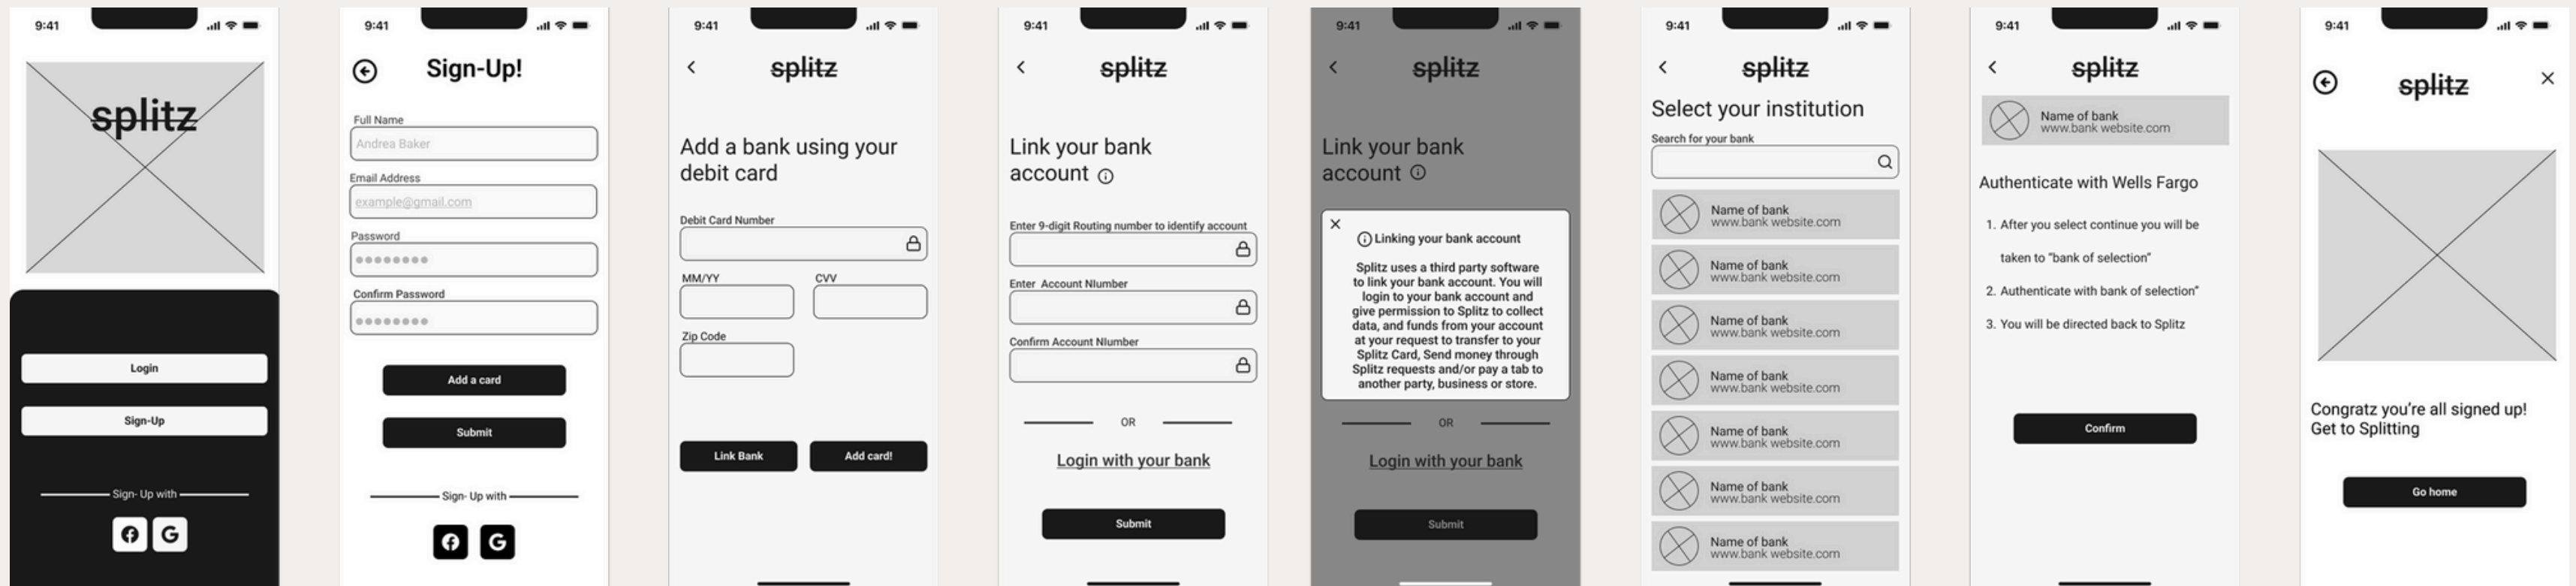 9:41
splitz
Login
Sign-Up
Sign- Up with
9:41
Sign-Up!
Full Name
Andrea Baker
Email Address
example@gmail.com
Password
Confirm Password
Add a card
Submit
Sign- Up with
9:41
splitz
Add a bank using your
debit card
Debit Card Number
MM/YY
CVV
Zip Code
Link Bank
Add card!
9:41
splitz
Link your bank
account
Enter 9-digit Routing number to identify account
Enter Account NIumber
Confirm Account NIumber
OR
Login with your bank
Submit
9:41
splitz
Link your bank
account
Linking your bank account
Splitz uses a third party software
to link your bank account. You will
login to your bank account and
give permission to Splitz to collect
data, and funds from your account
at your request to transfer to your
Splitz Card, Send money through
Splitz requests and/or pay a tab to
another party, business or store.
OR
Login with your bank
Submit
9:41
splitz
Select your institution
Search for your bank
Name of bank
www.bank website.com
Name of bank
www.bank website.com
Name of bank
www.bank website.com
Name of bank
www.bank website.com
Name of bank
www.bank website.com
Name of bank
www.bank website.com
Name of bank
www.bank website.com
9:41
splitz
Name of bank
www.bank website.com
Authenticate with Wells Fargo
1. After you select continue you will be
taken to "bank of selection"
2. Authenticate with bank of selection"
3. You will be directed back to Splitz
Confirm
9:41
splitz
Congratz you're all signed up!
Get to Splitting
Go home